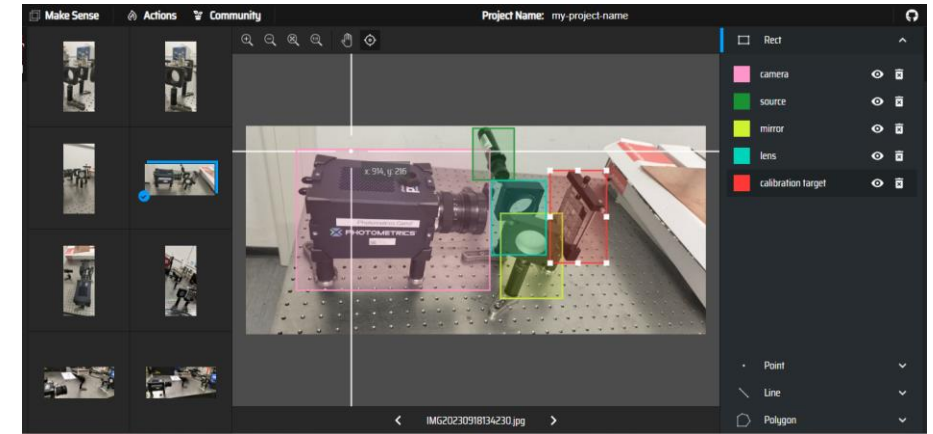 Make Sense
Actions
Community
Project Name: my-project-name
Rect
camera
source
mirror
lens
calibration target
x: 914, y: 216
PHOTOMETRICS
Point
Line
Polygon
IMG20230918134230.jpg